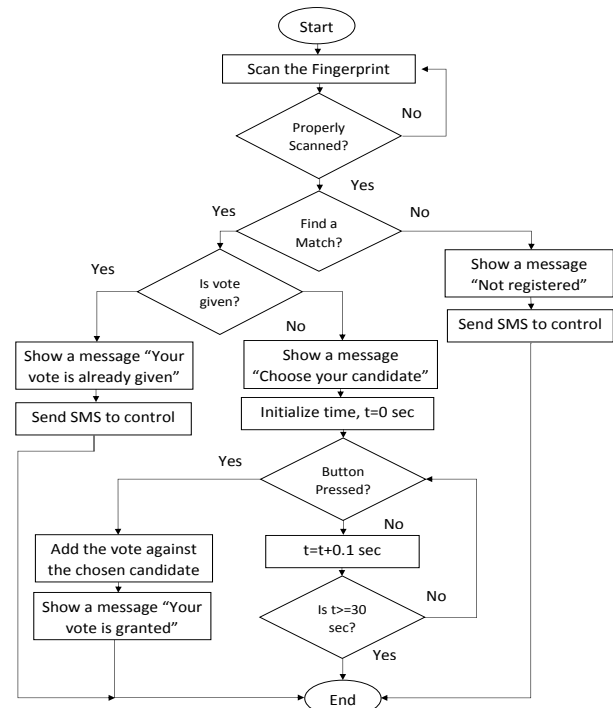 Start
Scan the Fingerprint
No
Properly
Scanned?
Yes
Yes
No
Find a
Match?
Yes
Is vote
given?
Show a message
“Not registered”
No
Send SMS to control
Show a message “Your
vote is already given”
Show a message
“Choose your candidate”
Send SMS to control
Initialize time, t=0 sec
Yes
Button
Pressed?
No
Add the vote against
the chosen candidate
t=t+0.1 sec
Show a message “Your
vote is granted”
No
Is t>=30
sec?
Yes
End